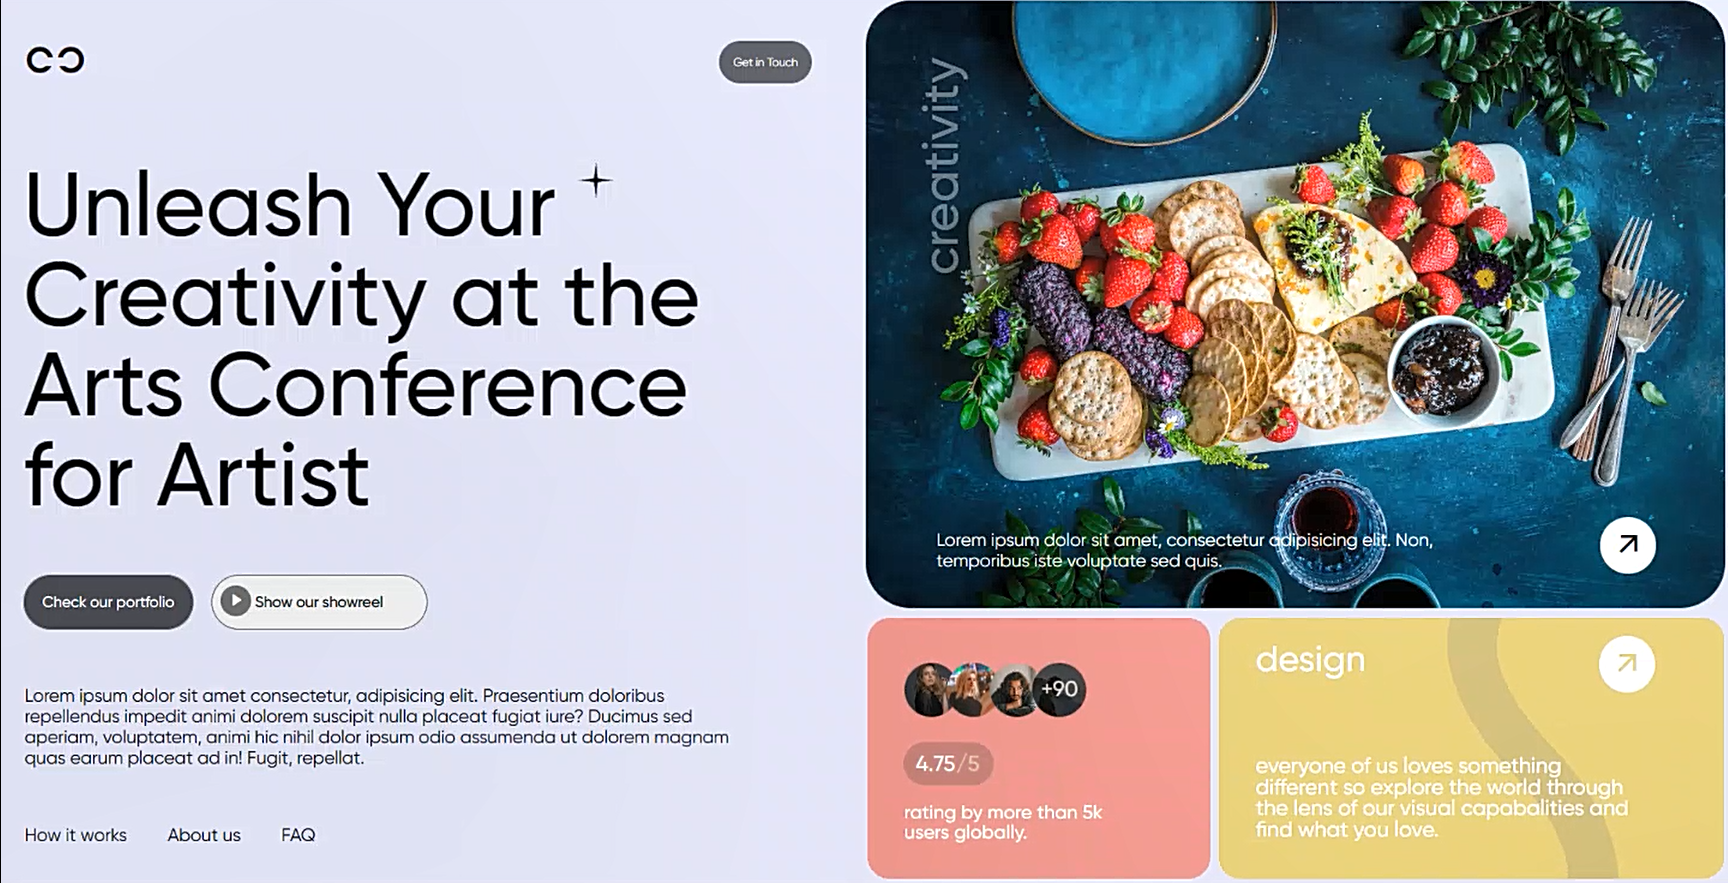 Get in Touch
Unleash Your
Creativity at the
Arts Conference
for Artist
Check our portfolio
Show our showreel
Lorem ipsum dolor sit amet consectetur, adipisicing elit. Praesentium doloribus
repellendus impedit animi dolorem suscipit nulla placeat fugiat iure? Ducimus sed
aperiam, voluptatem, animi hic nihil dolor ipsum odio assumenda ut dolorem magnam
quas earum placeat ad in! Fugit, repellat.
How it works
About us
FAQ
creativity
Lorem ipsum dolor sit amet, consectetur adipisicing elit. Non,
temporibus iste voluptate sed quis.
+90
4.75/5
rating by more than 5k
users globally.
design
everyone of us loves something
different so explore the world through
the lens of our visual capabalities and
find what you love.